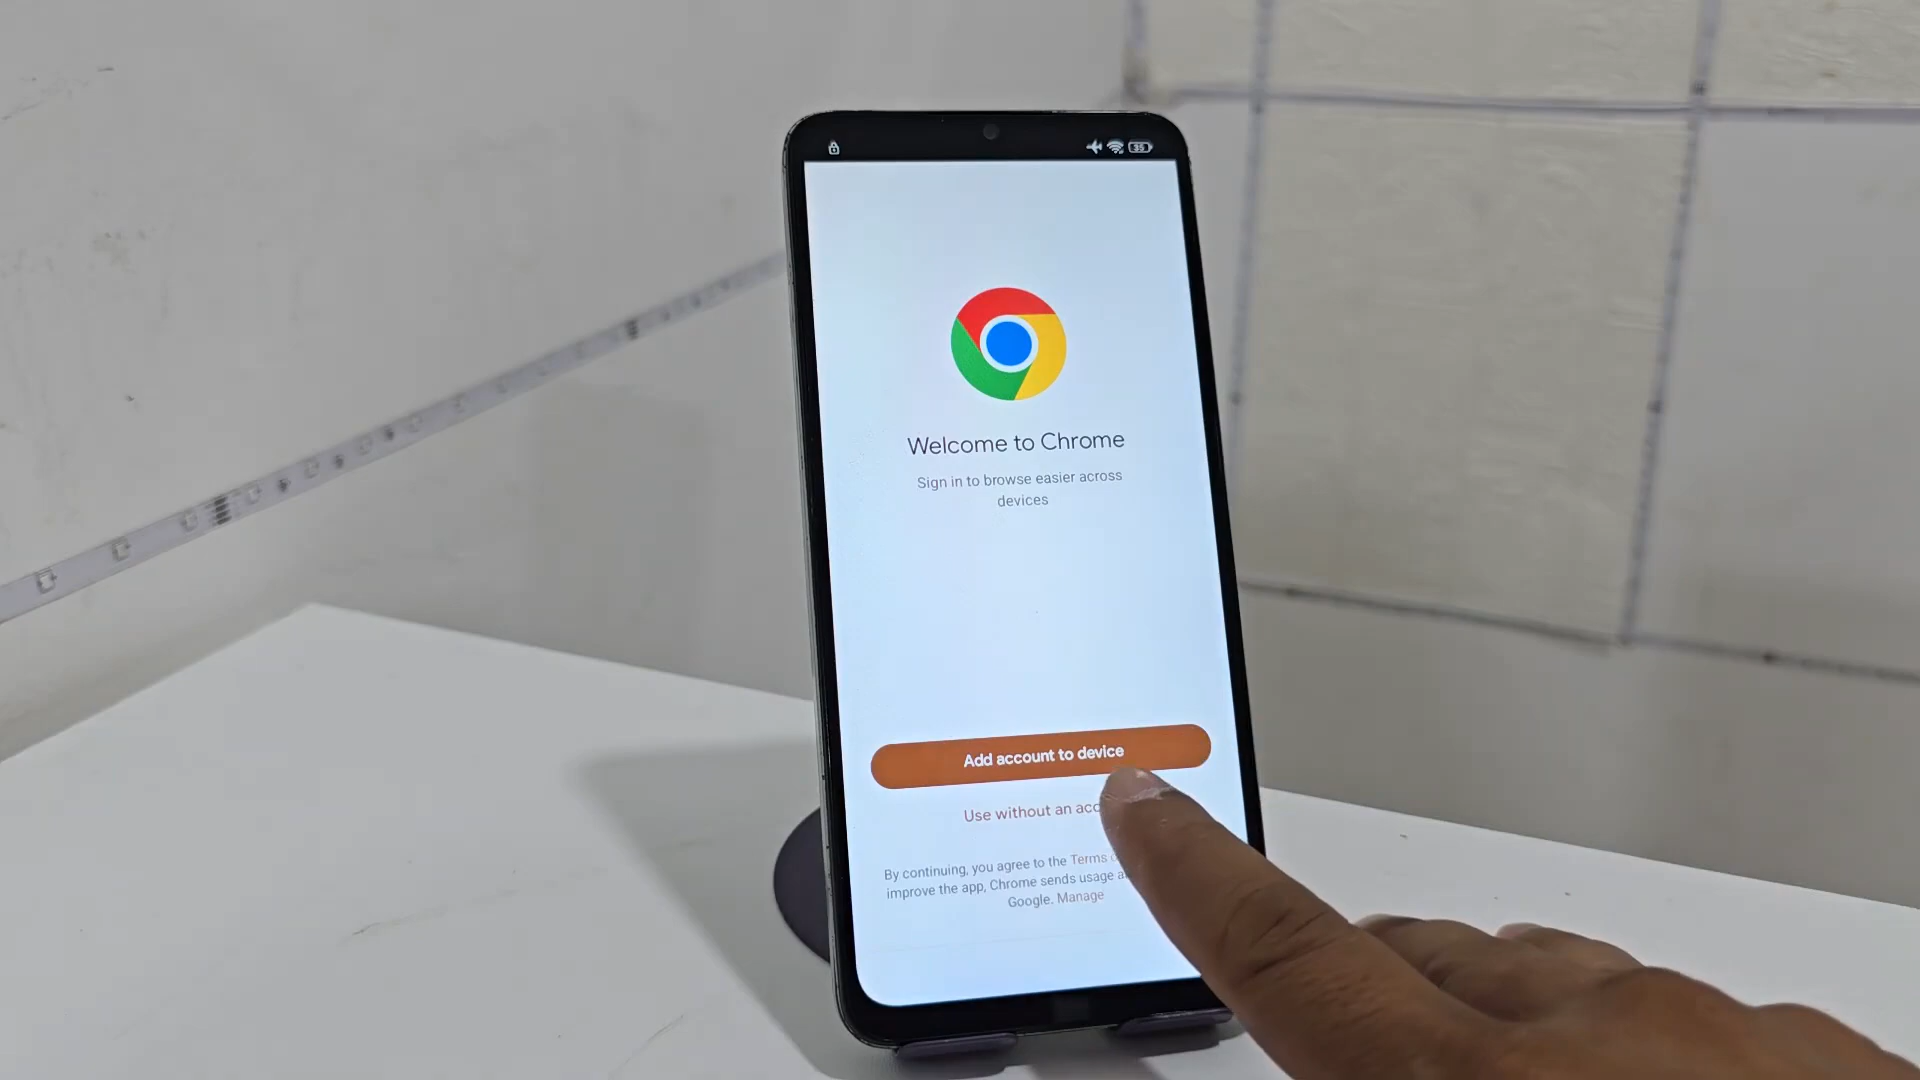 35
Welcome to Chrome
Sign in to browse easier across
devices
Add account to device
Use without an
By continuing, you agree to the Terms
improve the app, Chrome sends usage
Google. Manage